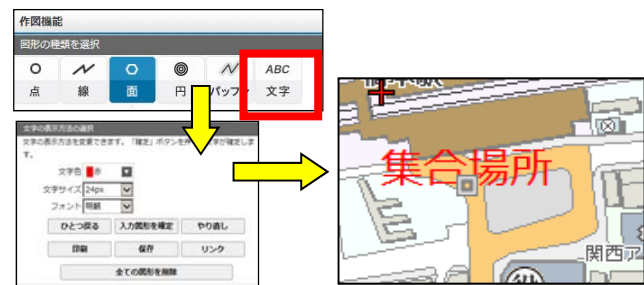 作図機能
図形の種類を選択
ABC
点 線 面 円 バッファ 文字
文字の表示方法の選択
文字の表示方法を変更できます。「確定」ボタンを押
文字が確定しま
す。
文字色 赤
文字サイズ 24px
フォント 明朝
ひとつ戻る 入力図形を確定 やり直し
印刷 保存 リンク
全ての図形を削除
集合場所
関西ア